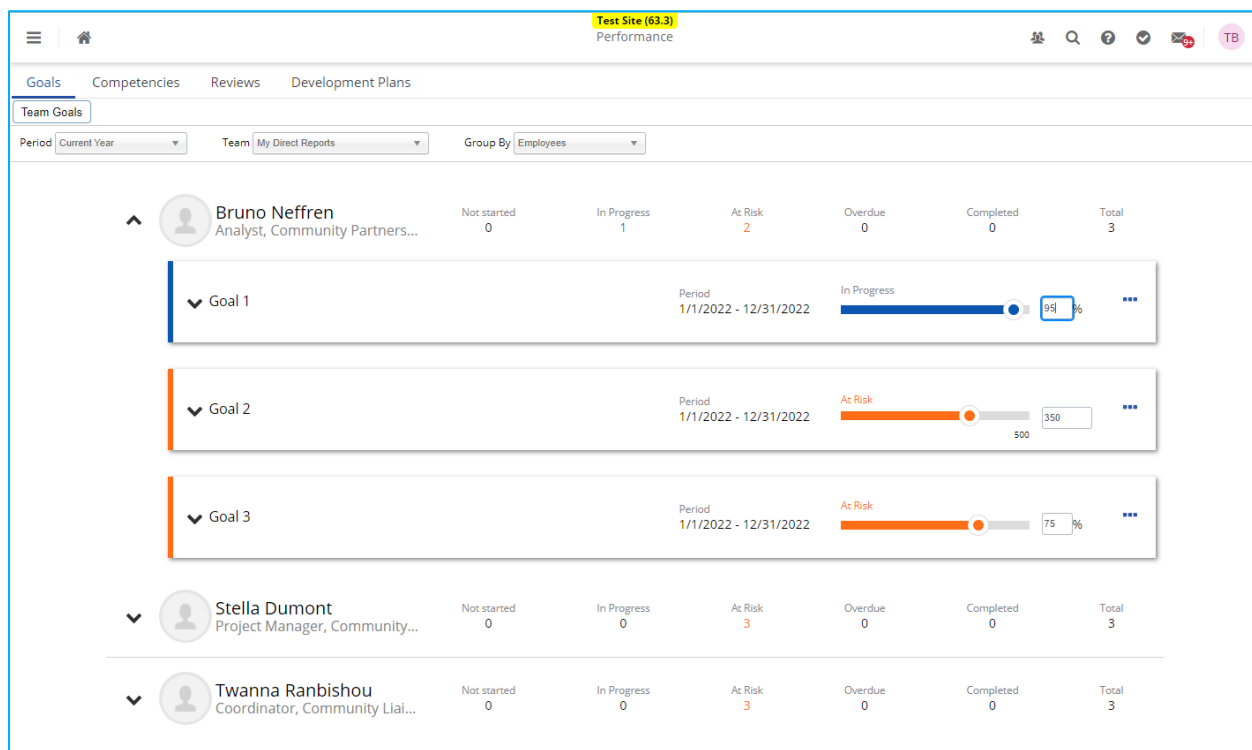 Test Site (63.3)
Performance
9+
TB
Goals Competencies Reviews Development Plans
Team Goals
Period Current Year Team My Direct Reports Group By Employees
Bruno Neffren
Analyst, Community Partners...
Not started In Progress At Risk Overdue Completed Total
0 1 2 0 0 3
Goal 1
Period
1/1/2022 - 12/31/2022
In Progress
95 %
Goal 2
Period
1/1/2022 - 12/31/2022
At Risk
500
350
Goal 3
Period
1/1/2022 - 12/31/2022
At Risk
75 %
Stella Dumont
Project Manager, Community...
Not started In Progress At Risk Overdue Completed Total
0 0 3 0 0 3
Twanna Ranbishou
Coordinator, Community Liai...
Not started In Progress At Risk Overdue Completed Total
0 0 3 0 0 3